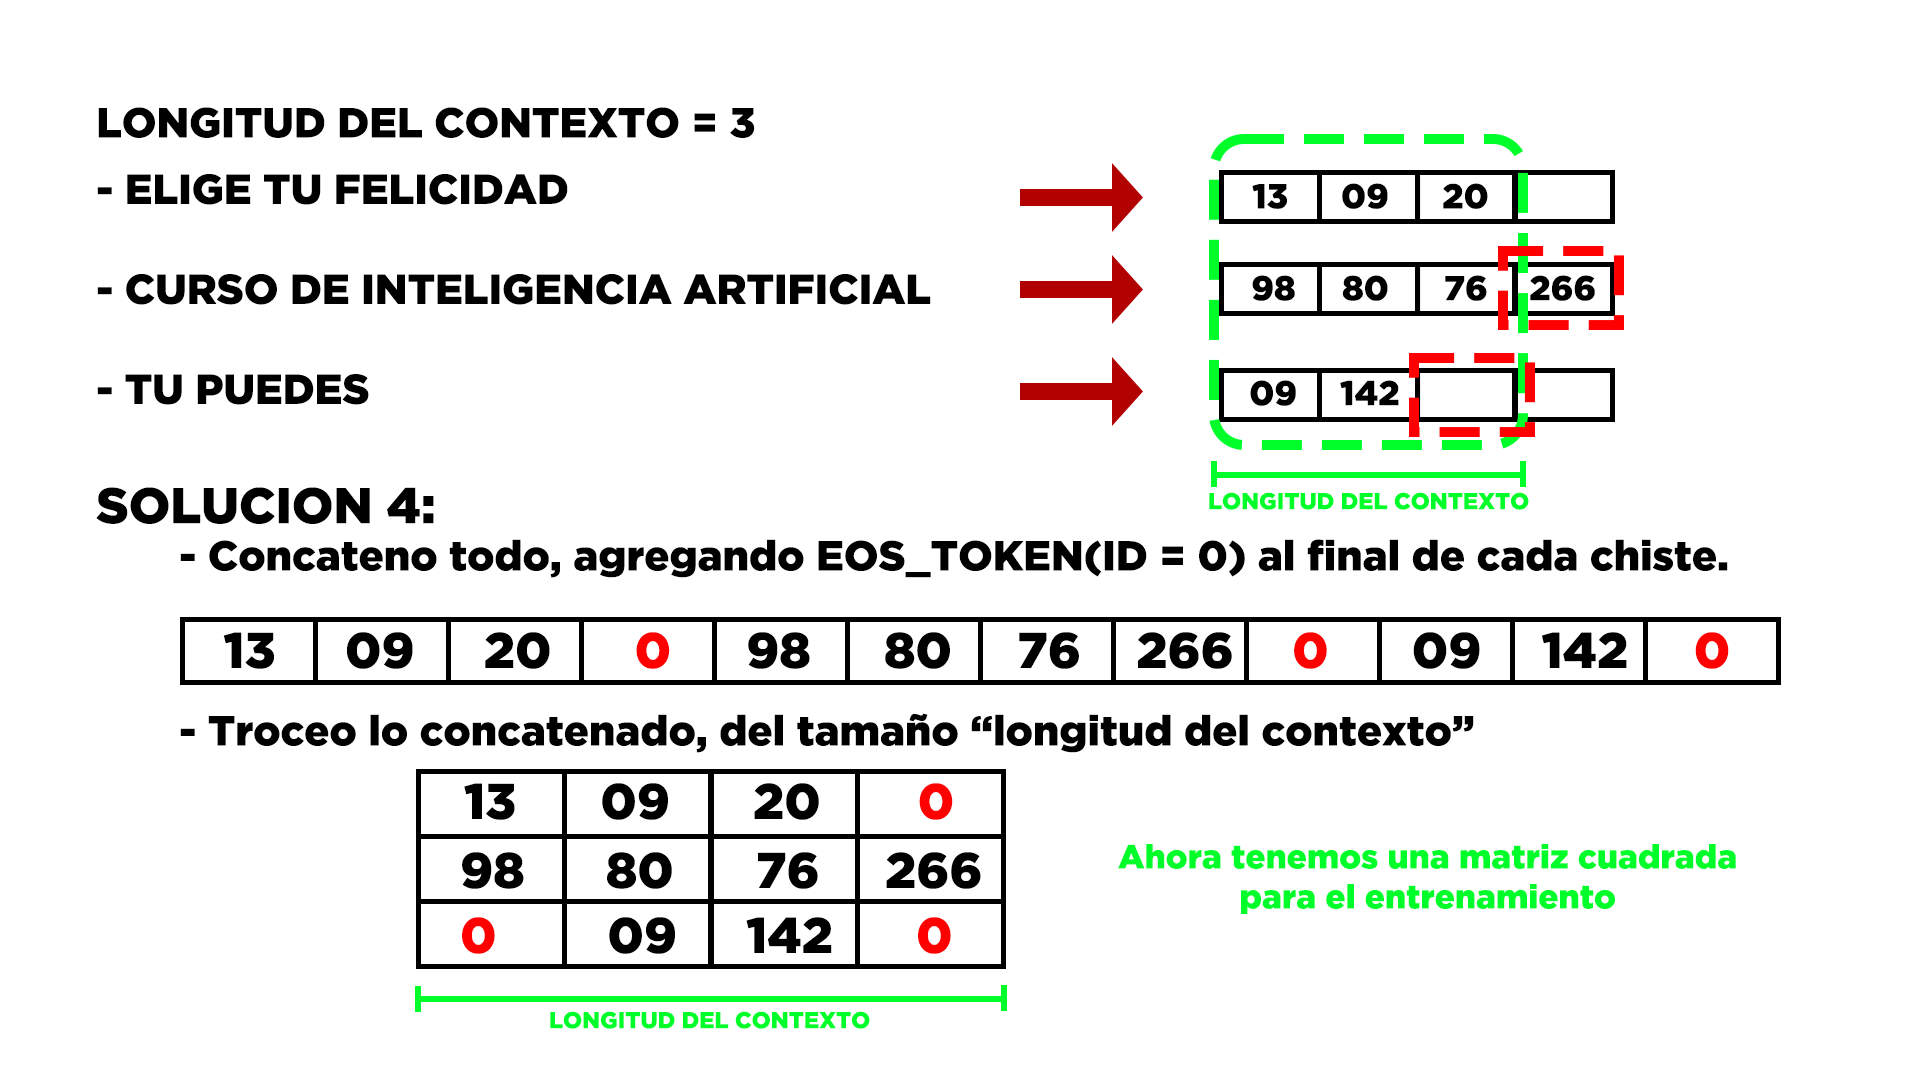 LONGITUD DEL CONTEXTO = 3
- ELIGE TU FELICIDAD
13 09 20
- CURSO DE INTELIGENCIA ARTIFICIAL
98 80 76 266
- TU PUEDES
09 142
LONGITUD DEL CONTEXTO
SOLUCION 4:
- Concateno todo, agregando EOS_TOKEN(ID = 0) al final de cada chiste.
13 09 20 0 98 80 76 266 0 09 142 0
- Troceo lo concatenado, del tamaño “longitud del contexto”
13 09 20 0
98 80 76 266
0 09 142 0
LONGITUD DEL CONTEXTO
Ahora tenemos una matriz cuadrada
para el entrenamiento